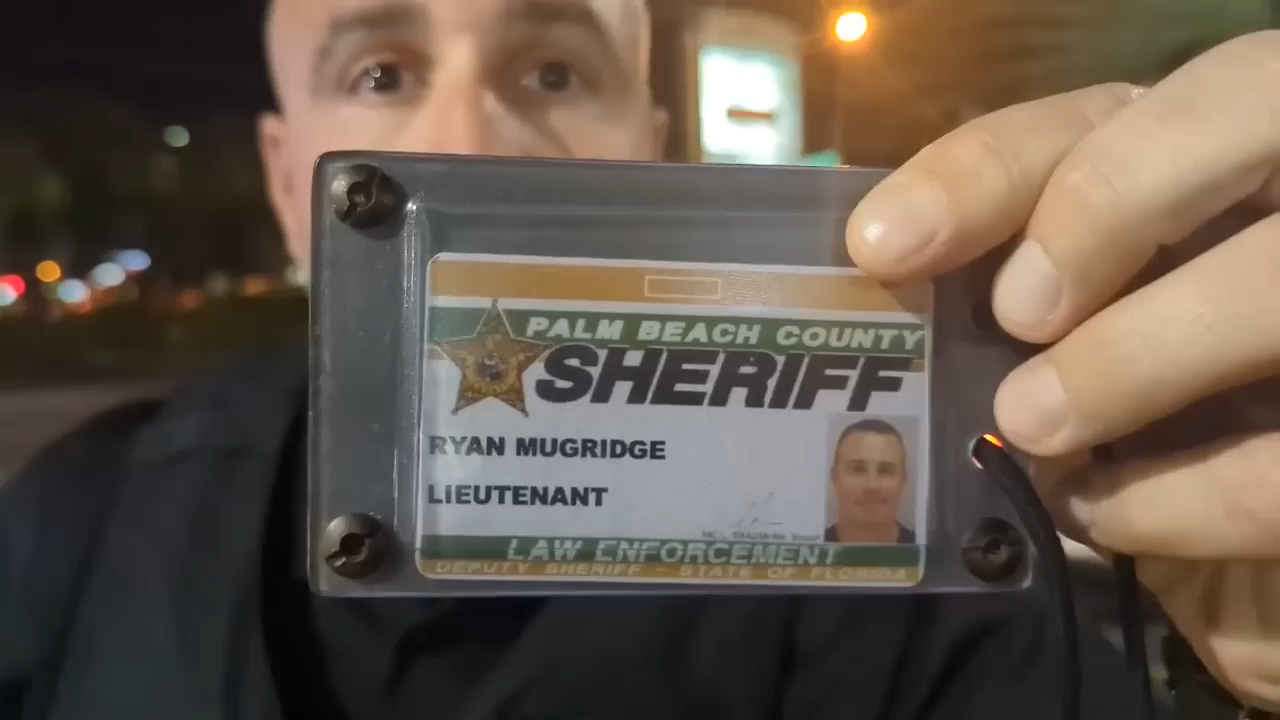 PALM BEACH COUNTY
SHERIFF
RYAN MUGRIDGE
LIEUTENANT
LAW ENFORCEMENT
DEPUTY SHERIFF - STATE OF FLORIDA